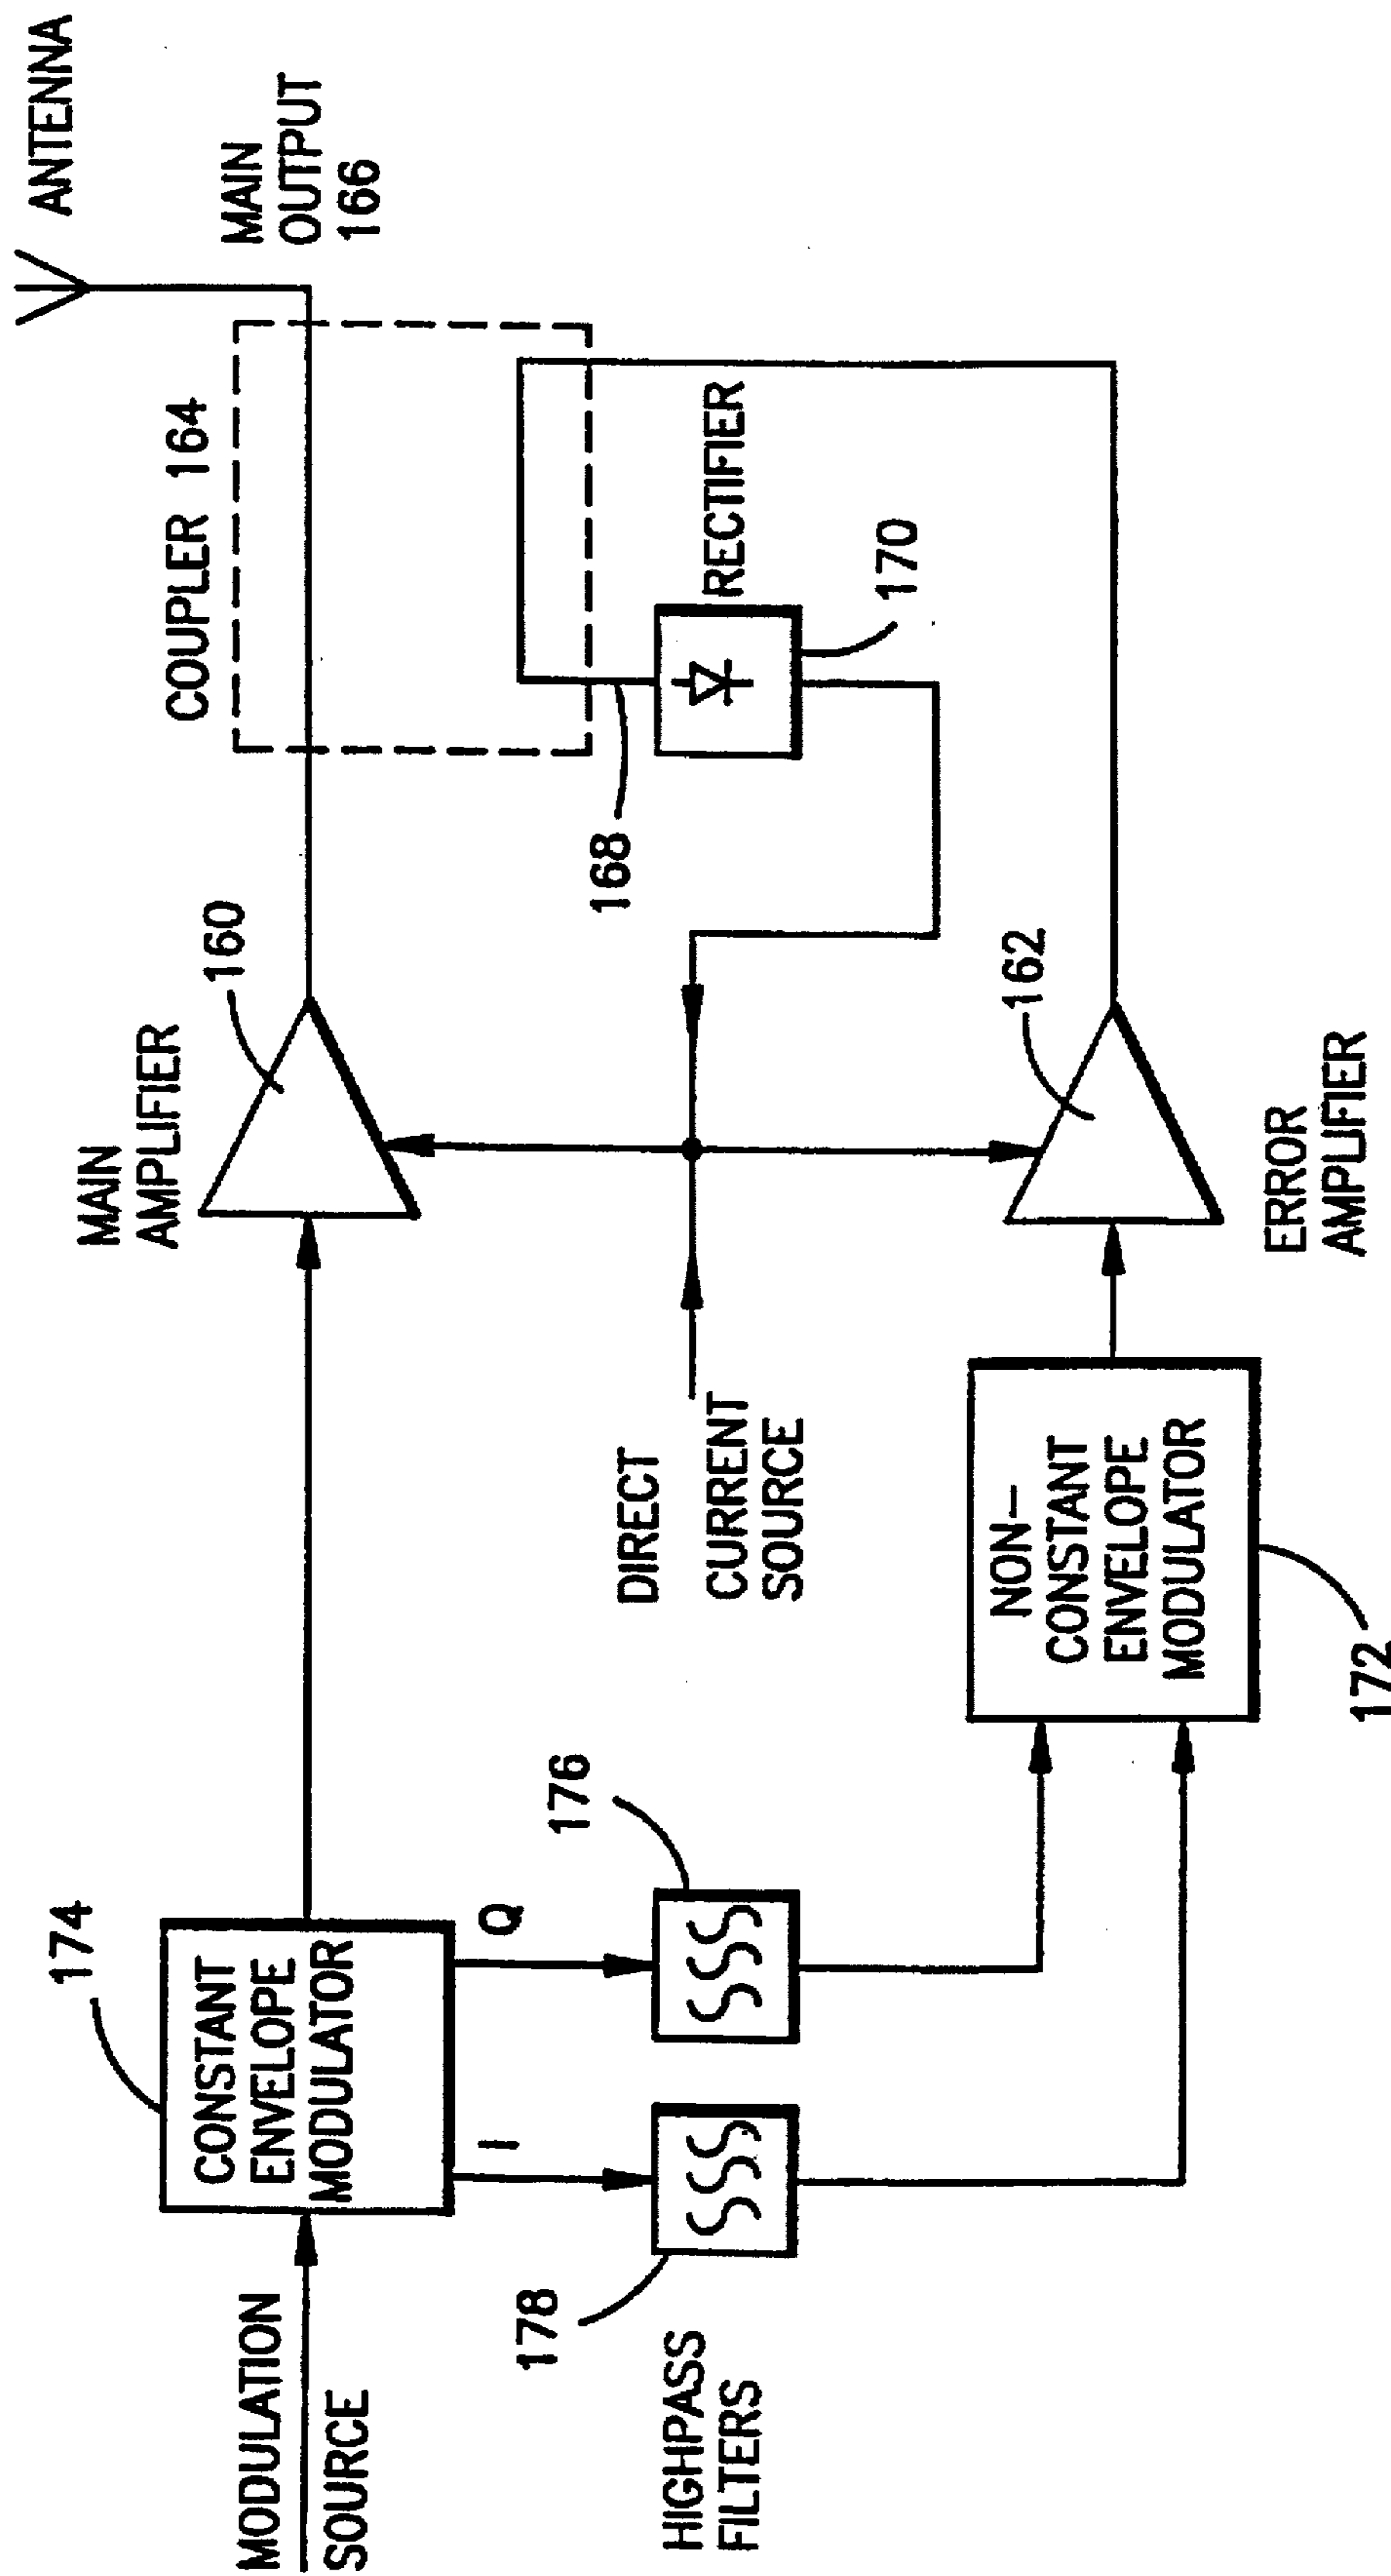 MODULATION
SOURCE
174
CONSTANT
ENVELOPE
MODULATOR
I
Q
178
176
HIGHPASS
FILTERS
MAIN
AMPLIFIER
160
COUPLER 164
ANTENNA
MAIN
OUTPUT
166
168
RECTIFIER
170
DIRECT
CURRENT
SOURCE
NON-
CONSTANT
ENVELOPE
MODULATOR
172
162
ERROR
AMPLIFIER